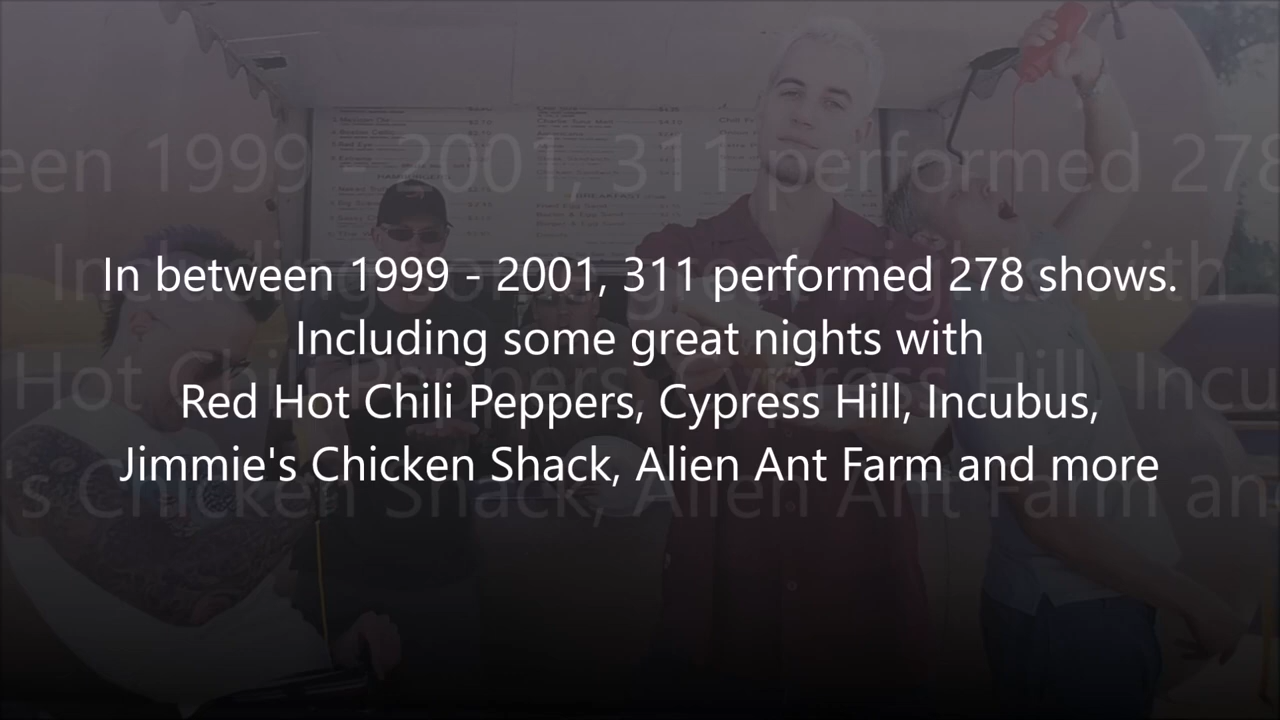 In between 1999 - 2001, 311 performed 278 shows.
Including some great nights with
Red Hot Chili Peppers, Cypress Hill, Incubus,
Jimmie's Chicken Shack, Alien Ant Farm and more